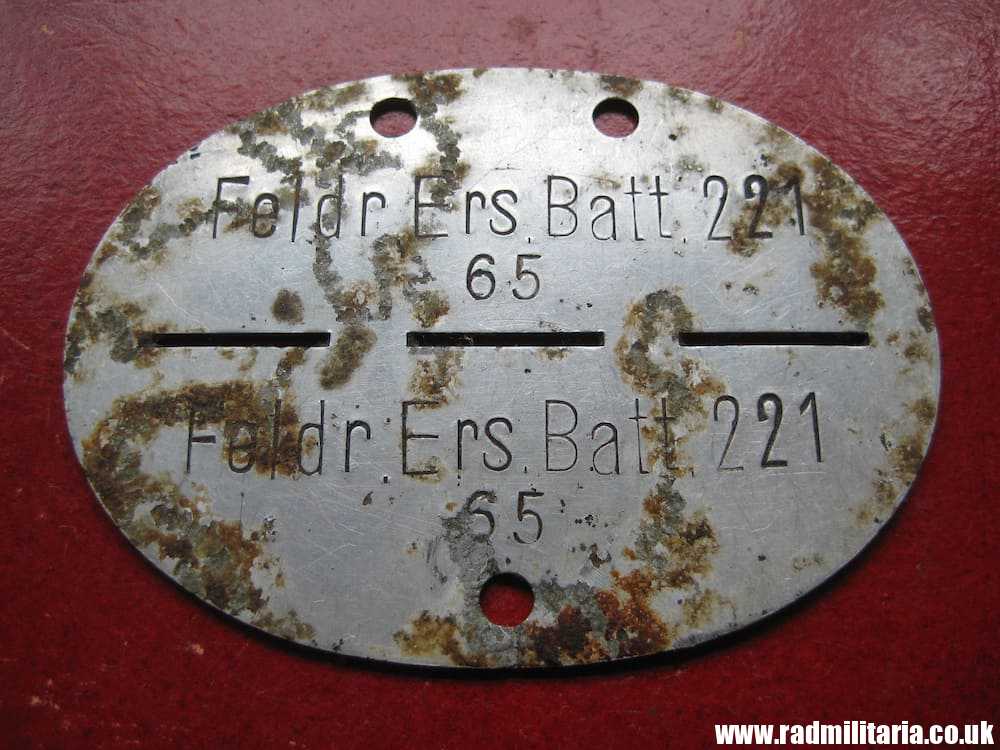 Feldr. Ers. Batt. 221
65
Feldr. Ers. Batt. 221
65
www.radmilitaria.co.uk